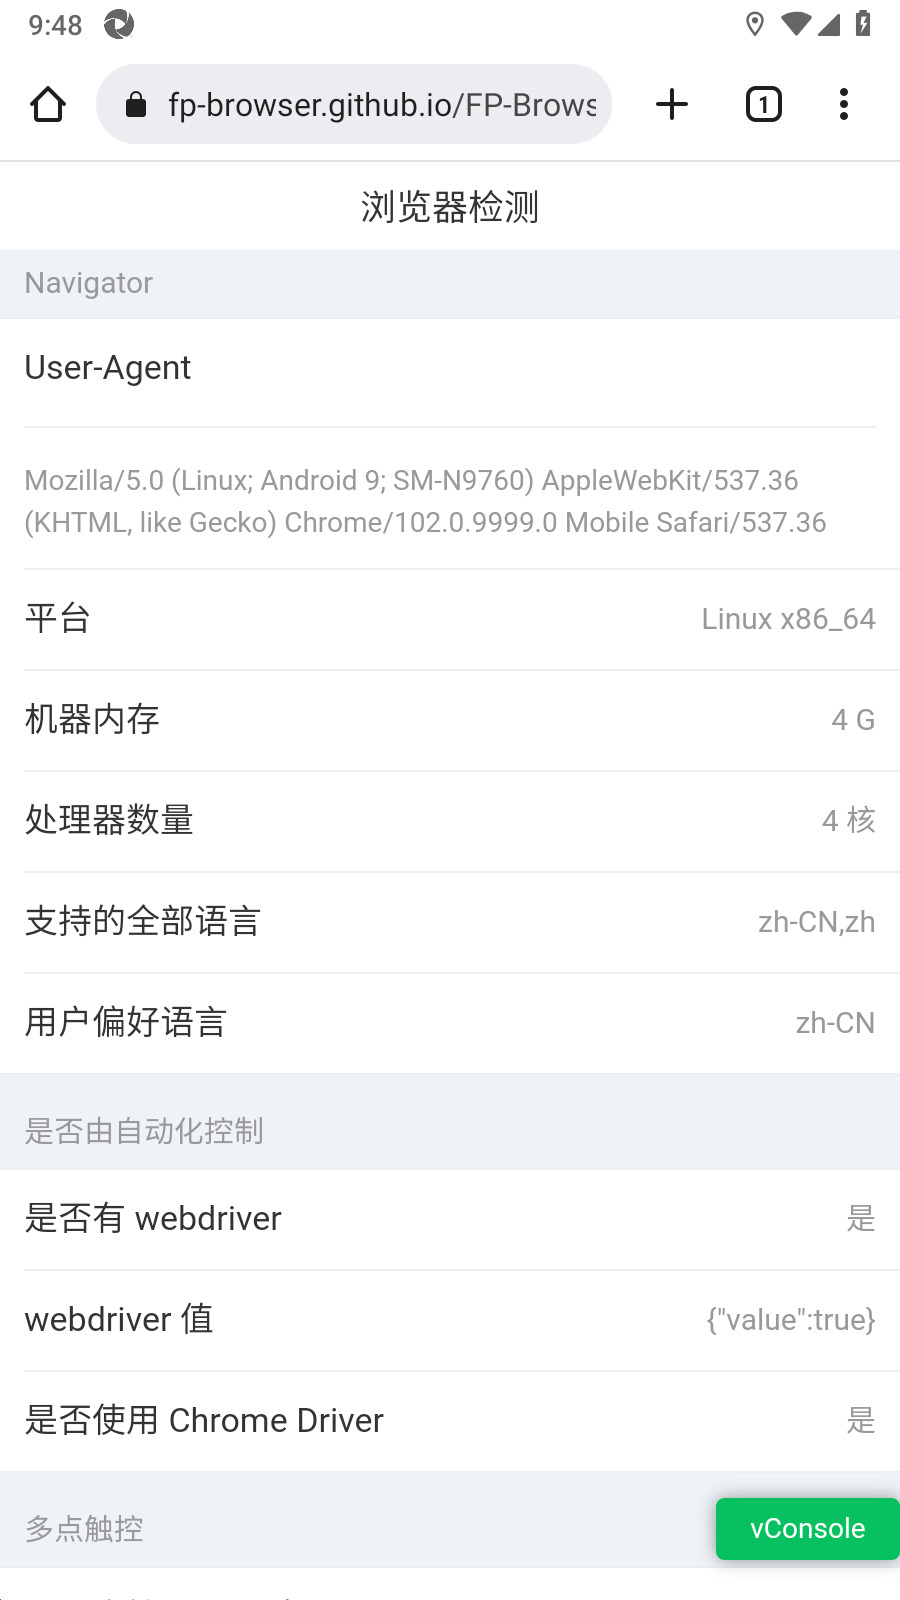 9:48
fp-browser.github.io/FP-Brows
1
浏览器检测
Navigator
User-Agent
Mozilla/5.0 (Linux; Android 9; SM-N9760) AppleWebKit/537.36
(KHTML, like Gecko) Chrome/102.0.9999.0 Mobile Safari/537.36
平台 Linux x86_64
机器内存 4 G
处理器数量 4 核
支持的全部语言 zh-CN,zh
用户偏好语言 zh-CN
是否由自动化控制
是否有 webdriver 是
webdriver 值 {"value":true}
是否使用 Chrome Driver 是
多点触控
vConsole